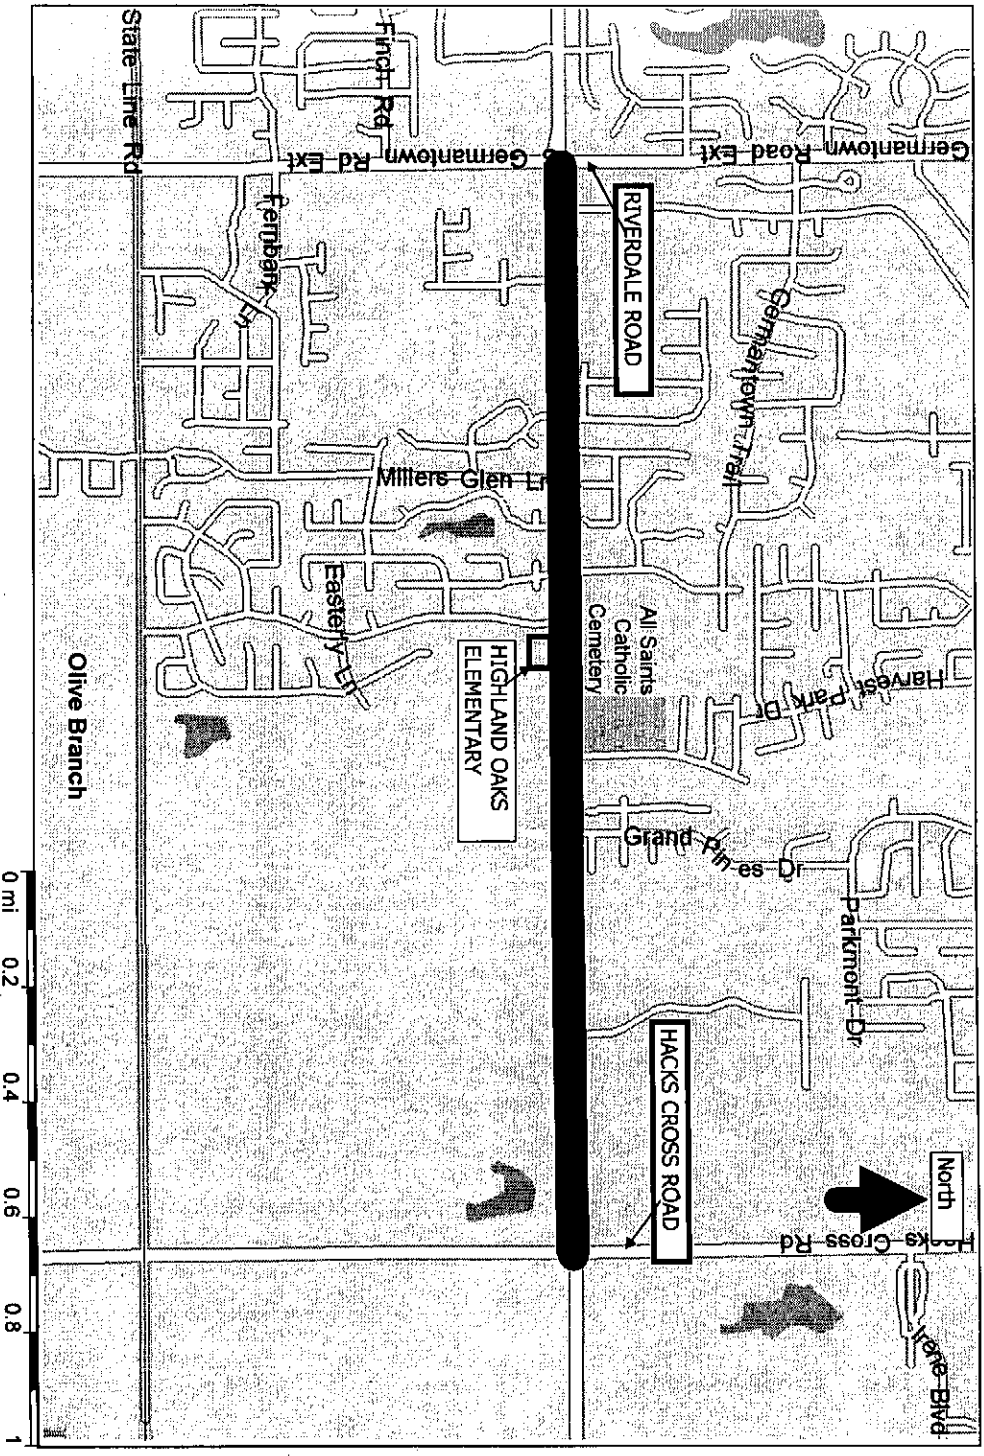 North
Germantown Road Ext
Germantown Rd Ext
Hacks Cross Rd
Irene Blvd
Harvest Park Dr
Parkmont Dr
Germantown Trail
Grand Pines Dr
RIVERDALE ROAD
HACKS CROSS ROAD
All Saints
Catholic
Cemetery
HIGHLAND OAKS
ELEMENTARY
Millers Glen Ln
Finch Rd
Easterly Ln
Fernbank Ln
State Line Rd
Olive Branch
0 mi 0.2 0.4 0.6 0.8 1